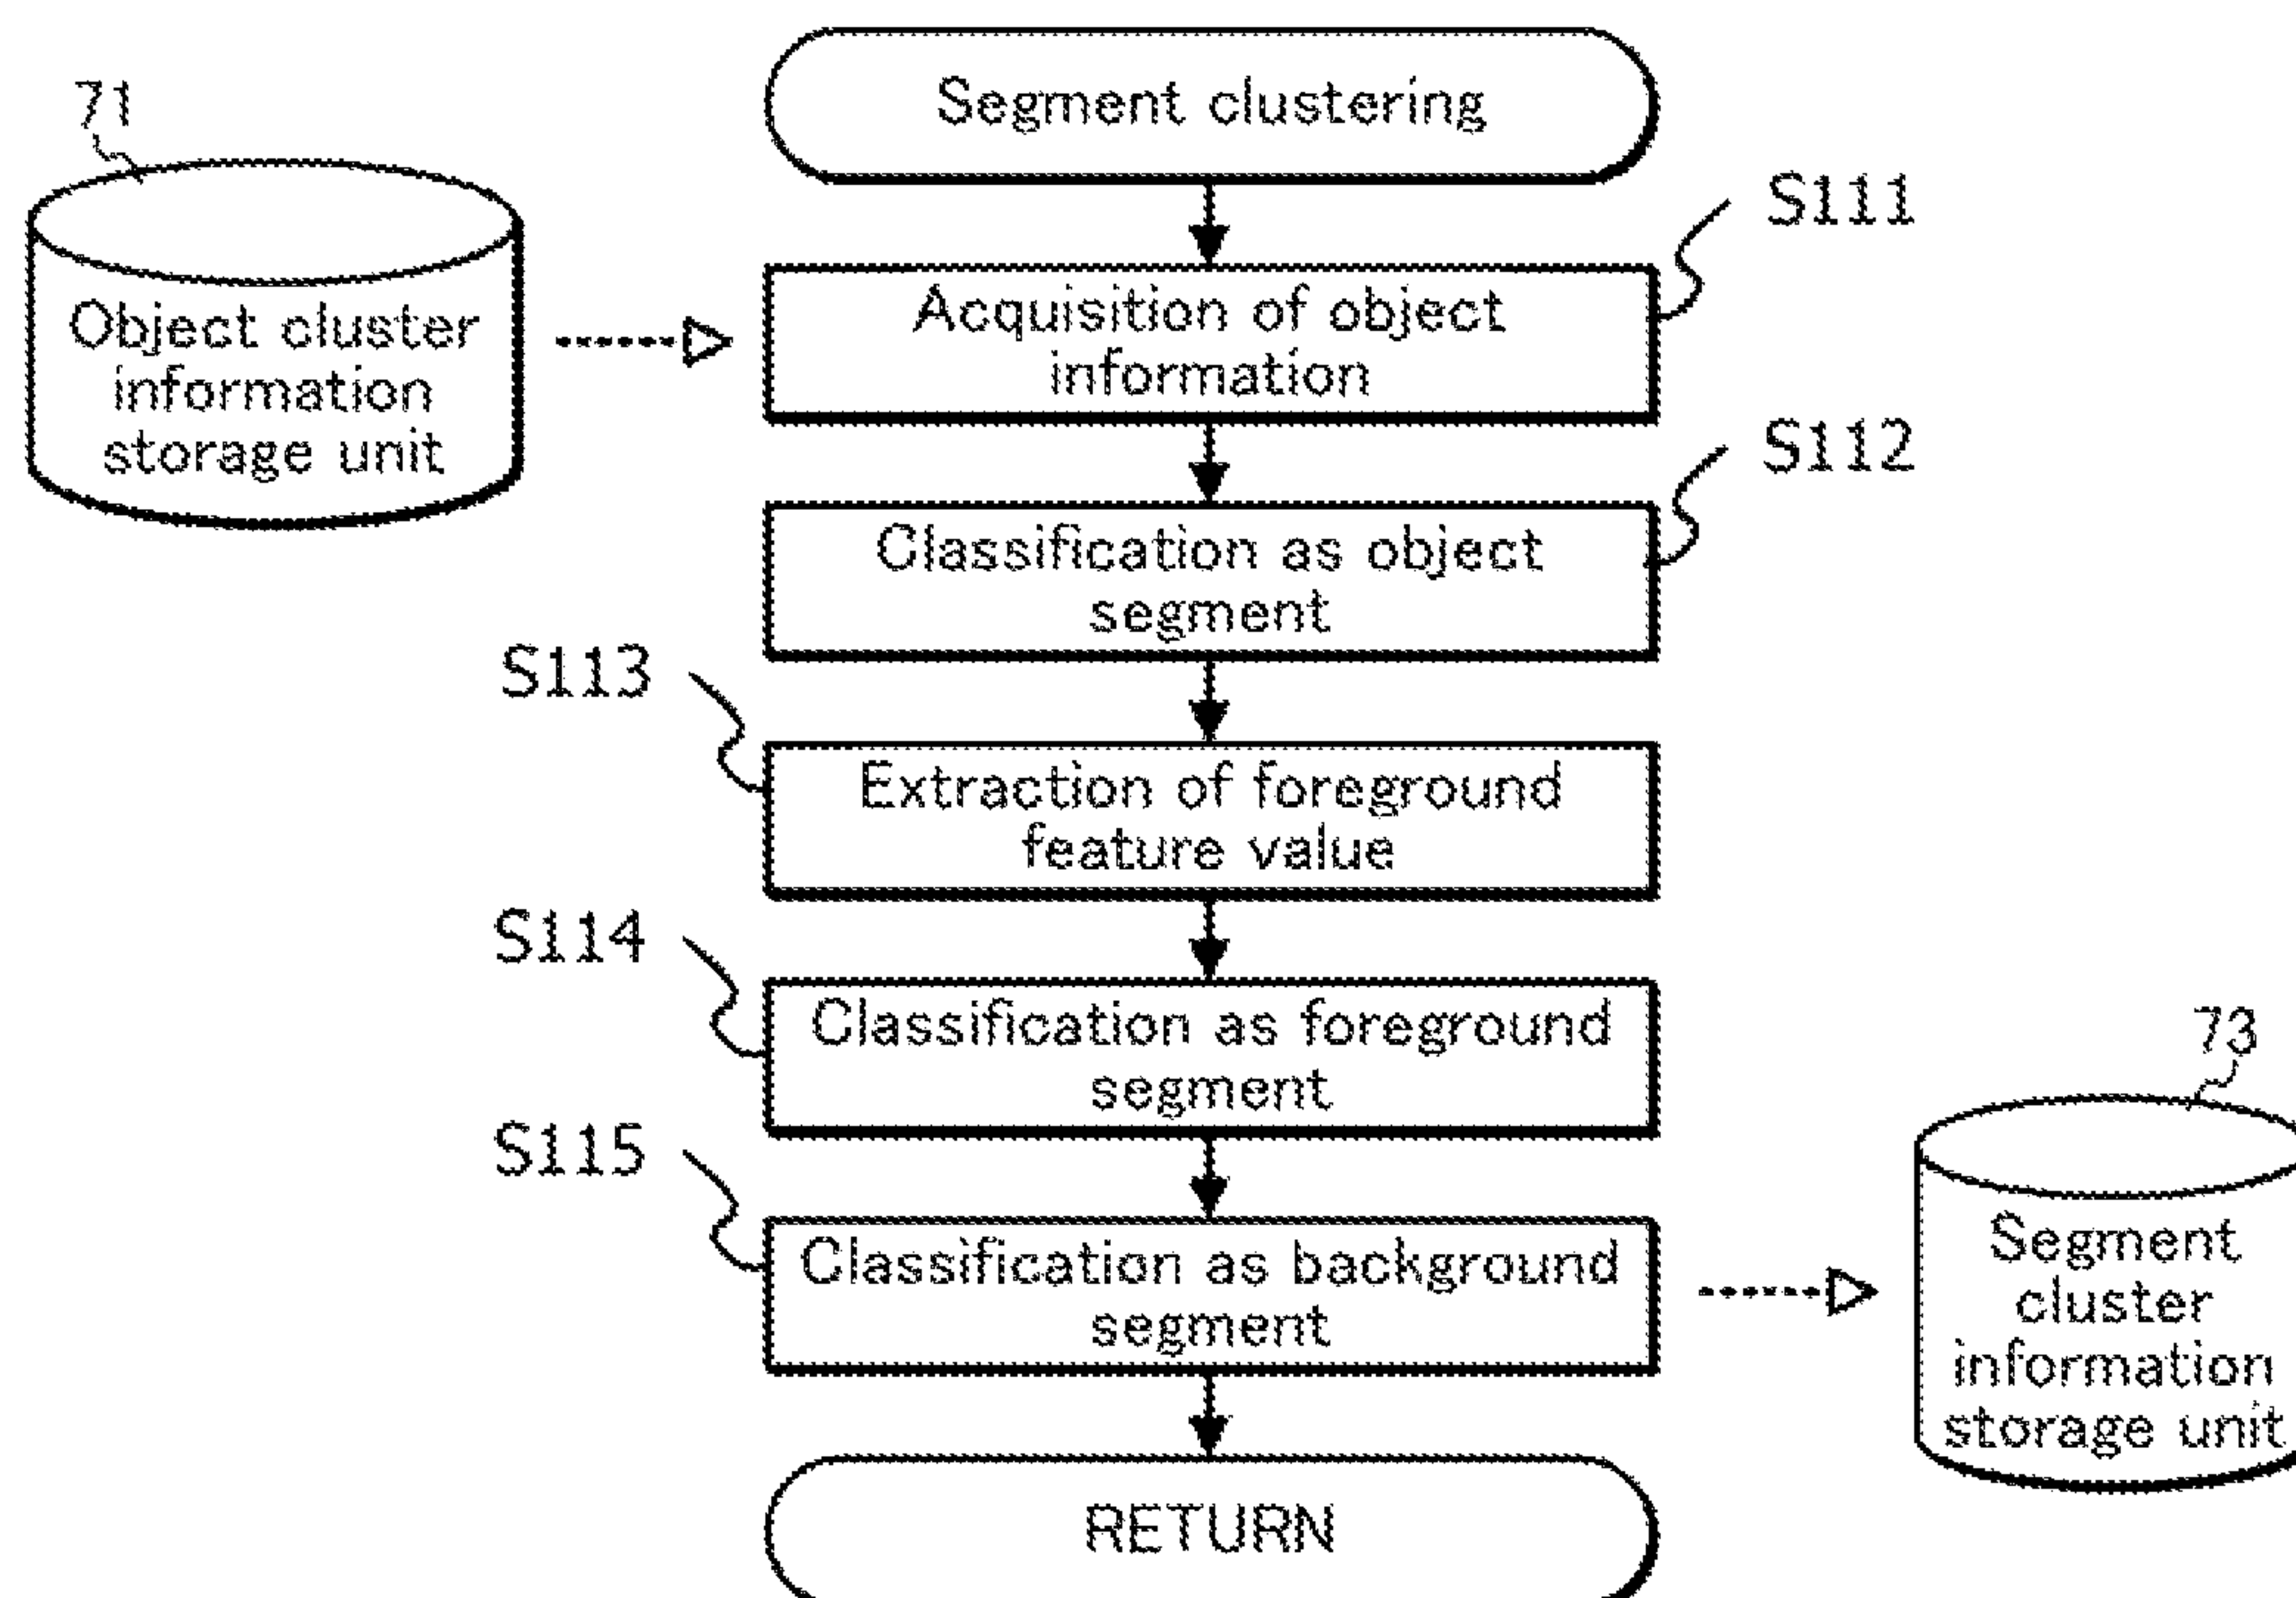 Segment clustering
71
S111
Object cluster
information
storage unit
Acquisition of object
information
S112
Classification as object
segment
S113
Extraction of foreground
feature value
S114
Classification as foreground
segment
73
S115
Classification as background
segment
Segment
cluster
information
storage unit
RETURN